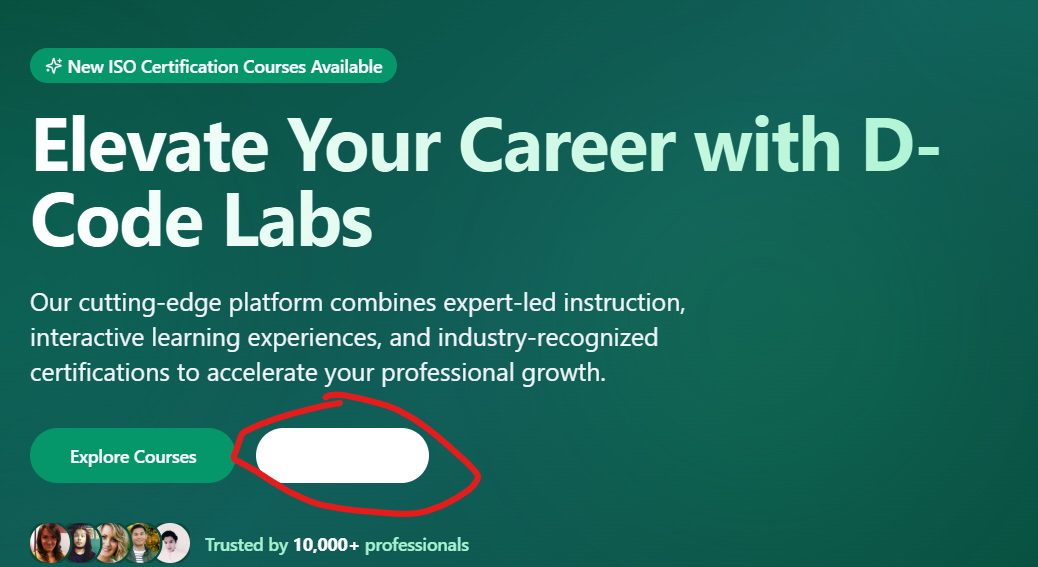 New ISO Certification Courses Available
Elevate Your Career with D-
Code Labs
Our cutting-edge platform combines expert-led instruction,
interactive learning experiences, and industry-recognized
certifications to accelerate your professional growth.
Explore Courses
Trusted by 10,000+ professionals